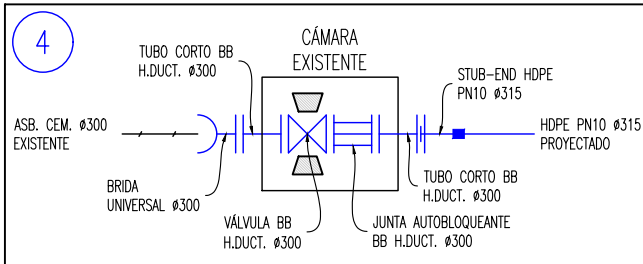 4
CÁMARA
EXISTENTE
TUBO CORTO BB
H.DUCT. ø300
STUB-END HDPE
PN10 ø315
ASB. CEM. ø300
EXISTENTE
HDPE PN10 ø315
PROYECTADO
BRIDA
UNIVERSAL ø300
VÁLVULA BB
H.DUCT. ø300
JUNTA AUTOBLOQUEANTE
BB H.DUCT. ø300
TUBO CORTO BB
H.DUCT. ø300